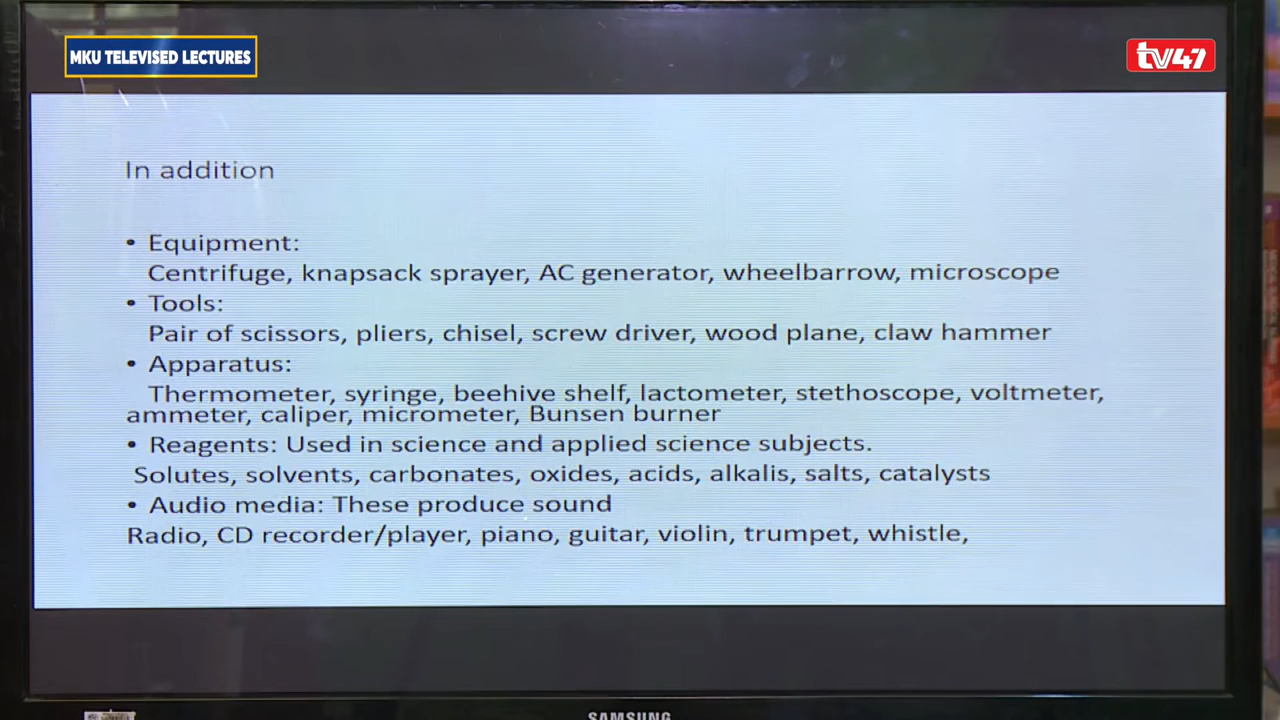 MKU TELEVISED LECTURES
tv47
In addition
• Equipment:
Centrifuge, knapsack sprayer, AC generator, wheelbarrow, microscope
• Tools:
Pair of scissors, pliers, chisel, screw driver, wood plane, claw hammer
• Apparatus:
Thermometer, syringe, beehive shelf, lactometer, stethoscope, voltmeter,
ammeter, caliper, micrometer, Bunsen burner
• Reagents: Used in science and applied science subjects.
Solutes, solvents, carbonates, oxides, acids, alkalis, salts, catalysts
• Audio media: These produce sound
Radio, CD recorder/player, piano, guitar, violin, trumpet, whistle,
SAMSUNG